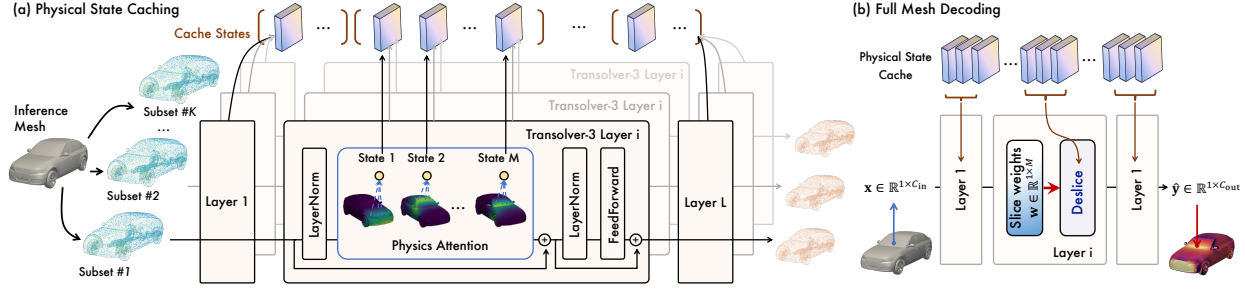 (a) Physical State Caching
Cache States
...
...
...
...
Inference
Mesh
Subset #K
...
Subset #2
Subset #1
Layer 1
Transolver-3 Layer i
Transolver-3 Layer i
Transolver-3 Layer i
LayerNorm
State 1
State 2
State M
...
Physics Attention
LayerNorm
FeedForward
Layer L
(b) Full Mesh Decoding
Physical State
Cache
...
...
Layer 1
Slice weights
w ∈ ℝ^{1×M}
Deslice
Layer i
Layer 1
x ∈ ℝ^{1×C_in}
ŷ ∈ ℝ^{1×C_out}